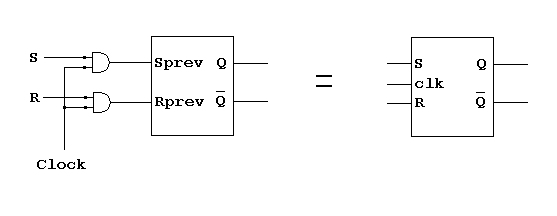 S
Sprev Q
R
Rprev Q̅
Clock
=
S Q
clk
R Q̅